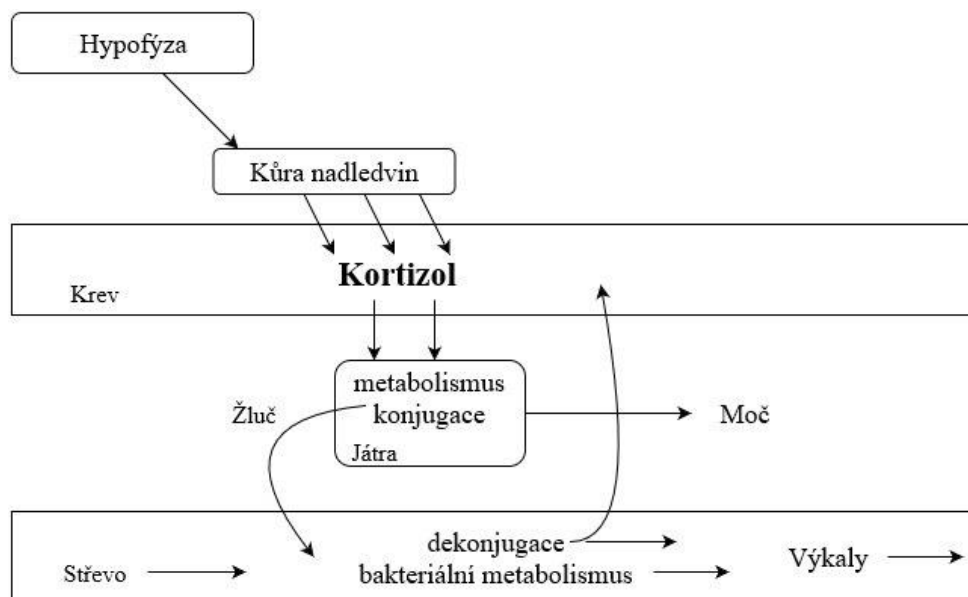 Hypofýza
Kůra nadledvin
Kortizol
Krev
metabolismus
Žluč
konjugace
Moč
Játra
dekonjugace
Výkaly
Střevo
bakteriální metabolismus